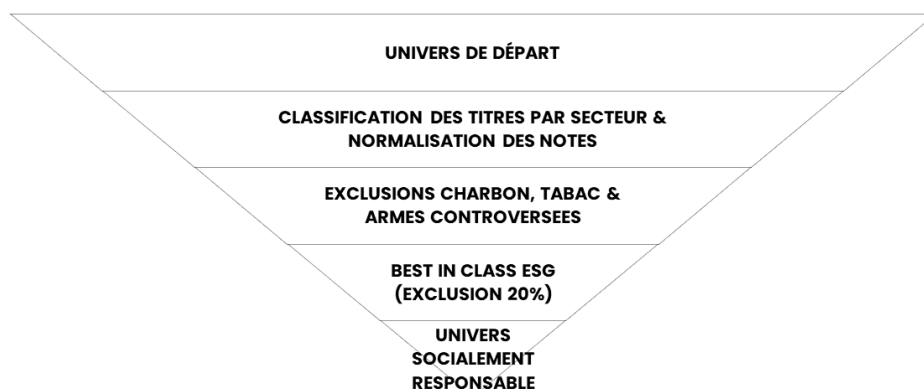 UNIVERS DE DÉPART
CLASSIFICATION DES TITRES PAR SECTEUR &
NORMALISATION DES NOTES
EXCLUSIONS CHARBON, TABAC &
ARMES CONTROVERSEES
BEST IN CLASS ESG
(EXCLUSION 20%)
UNIVERS
SOCIALEMENT
RESPONSABLE